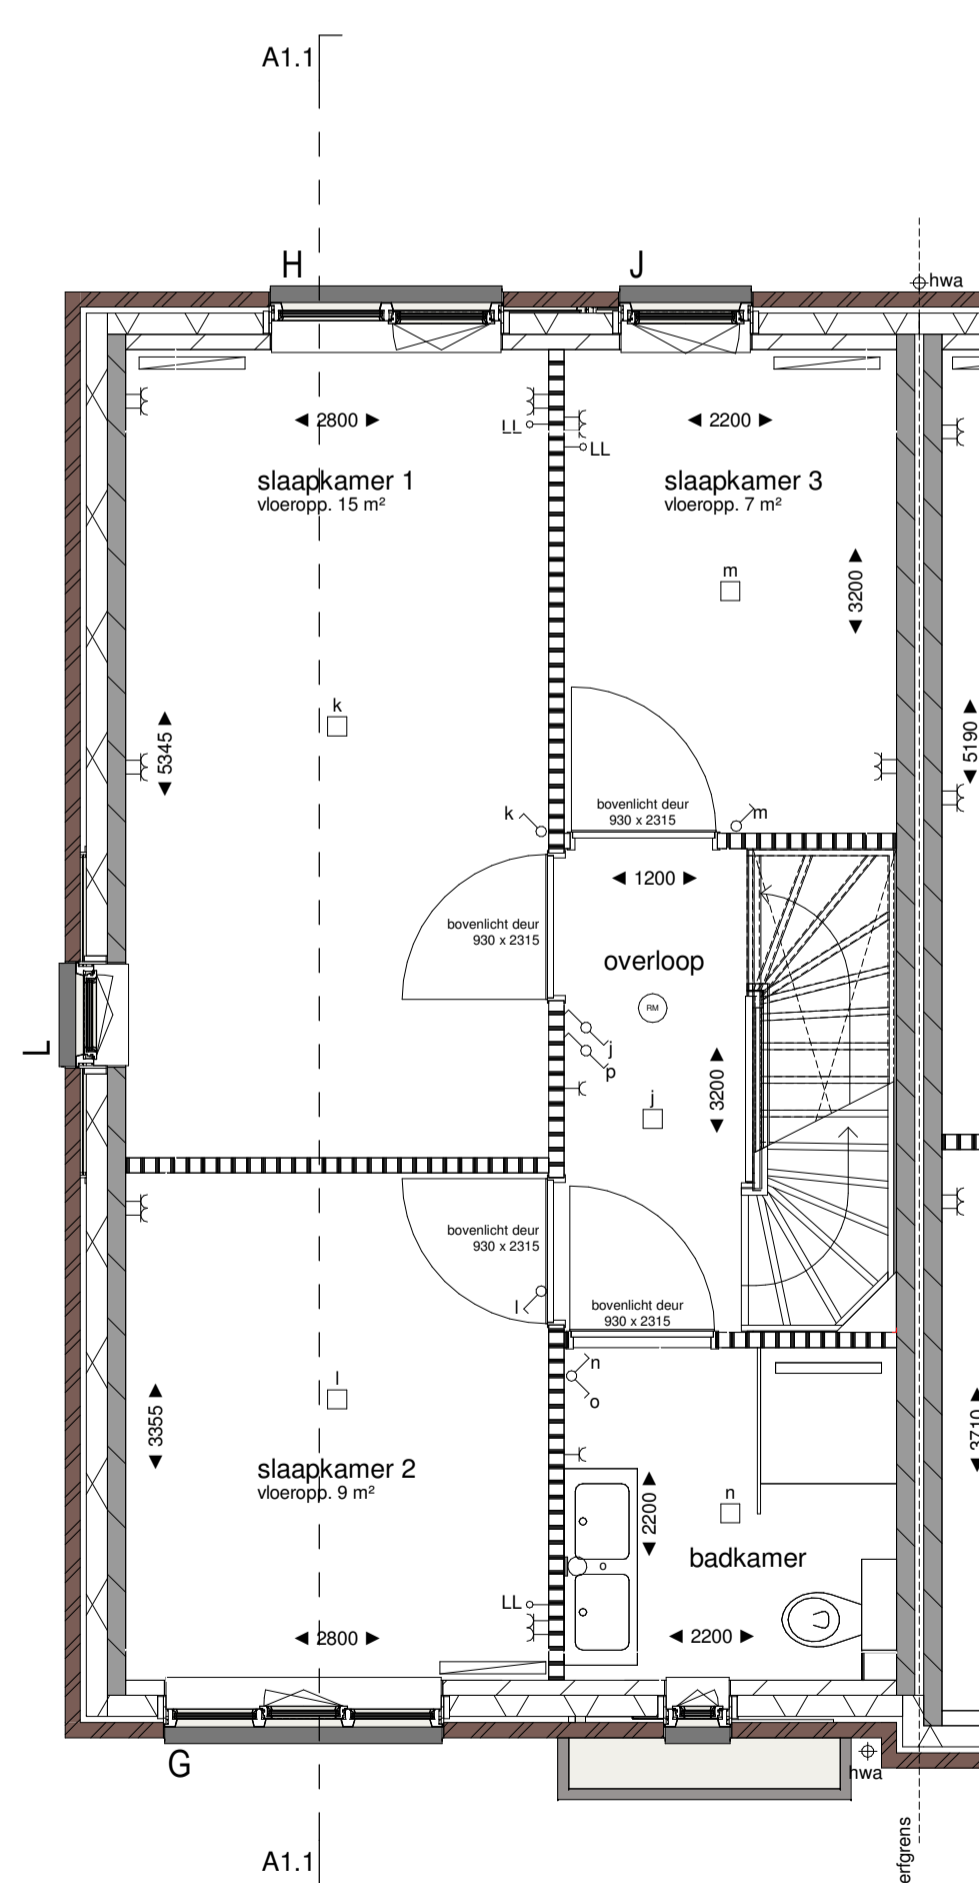 A1.1
H
J
hwa
◄ 2800 ►
◄ 2200 ►
LL
LL
slaapkamer 1
vloeropp. 15 m²
slaapkamer 3
vloeropp. 7 m²
m
◄ 3200 ►
k
◄ 5345 ►
◄ 5190 ►
k
bovenlicht deur
930 x 2315
m
◄ 1200 ►
bovenlicht deur
930 x 2315
overloop
RM
L
j
p
j
◄ 3200 ►
bovenlicht deur
930 x 2315
l
bovenlicht deur
930 x 2315
n
o
l
◄ 3355 ►
◄ 3710
slaapkamer 2
vloeropp. 9 m²
◄ 2200 ►
n
badkamer
o
LL
◄ 2800 ►
◄ 2200 ►
G
hwa
erfgrens
A1.1